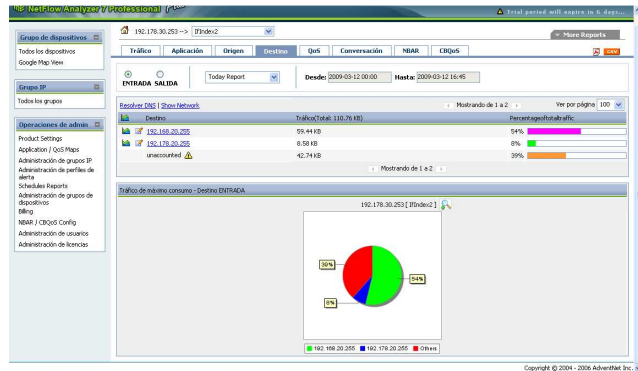 NetFlow Analyzer 7 Professional
Trial period will expire in 6 days...
Grupo de dispositivos
Todos los dispositivos
Google Map View
Grupo IP
Todos los grupos
Operaciones de admin
Product Settings
Application / QoS Maps
Administración de grupos IP
Administración de perfiles de alerta
Schedules Reports
Administración de grupos de dispositivos
Billing
NBAR / CBQoS Config
Administración de usuarios
Administración de licencias
192.178.30.253 --> IfIndex2
More Reports
Tráfico Aplicación Origen Destino QoS Conversación NBAR CBQoS
ENTRADA SALIDA
Today Report
Desde: 2009-03-12 00:00 Hasta: 2009-03-12 16:45
Resolver DNS | Show Network
Mostrando de 1 a 2
Ver por página 100
Destino Tráfico(Total: 110.76 KB) Percentageoftotaltraffic
192.168.20.255 59.44 KB 54%
192.178.20.255 8.58 KB 8%
unaccounted 42.74 KB 39%
Mostrando de 1 a 2
Tráfico de máximo consumo - Destino ENTRADA
192.178.30.253 [ IfIndex2 ]
39%
54%
8%
192.168.20.255 192.178.20.255 Others
Copyright © 2004 - 2006 AdventNet Inc.